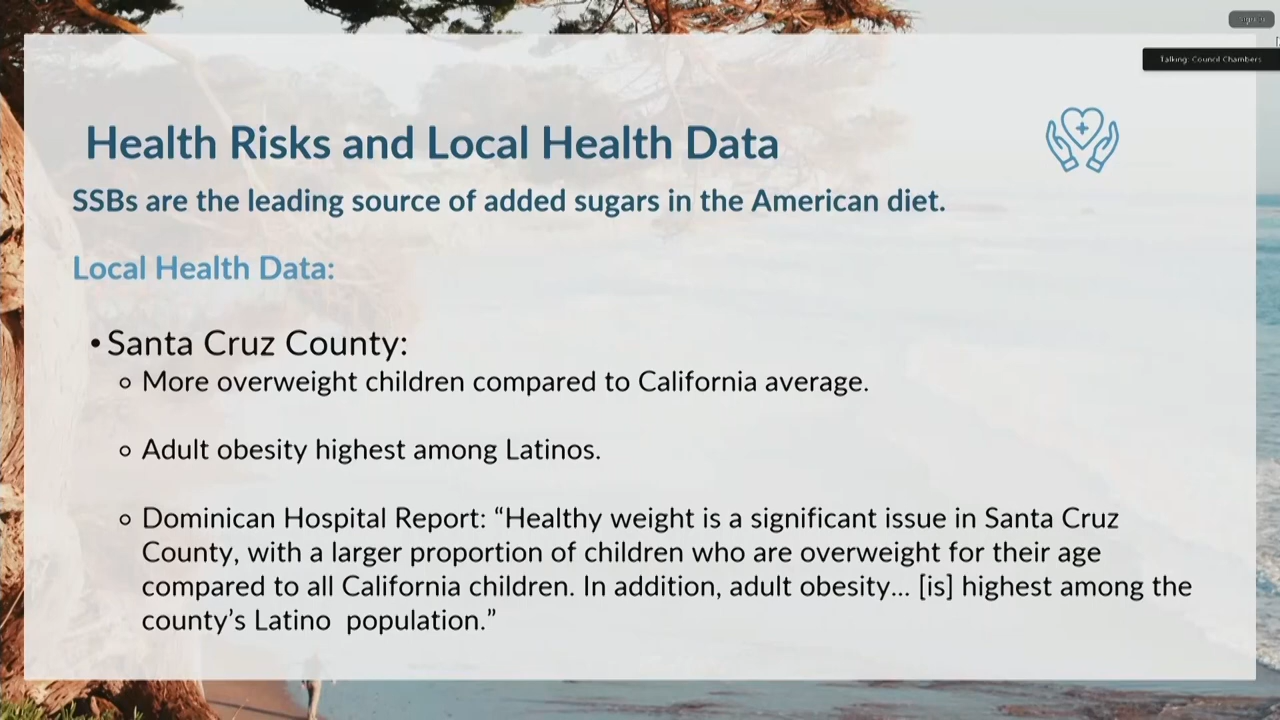 Talking: Council Chambers
Health Risks and Local Health Data
SSBs are the leading source of added sugars in the American diet.
Local Health Data:
• Santa Cruz County:
o More overweight children compared to California average.
o Adult obesity highest among Latinos.
o Dominican Hospital Report: “Healthy weight is a significant issue in Santa Cruz
County, with a larger proportion of children who are overweight for their age
compared to all California children. In addition, adult obesity... [is] highest among the
county’s Latino population.”